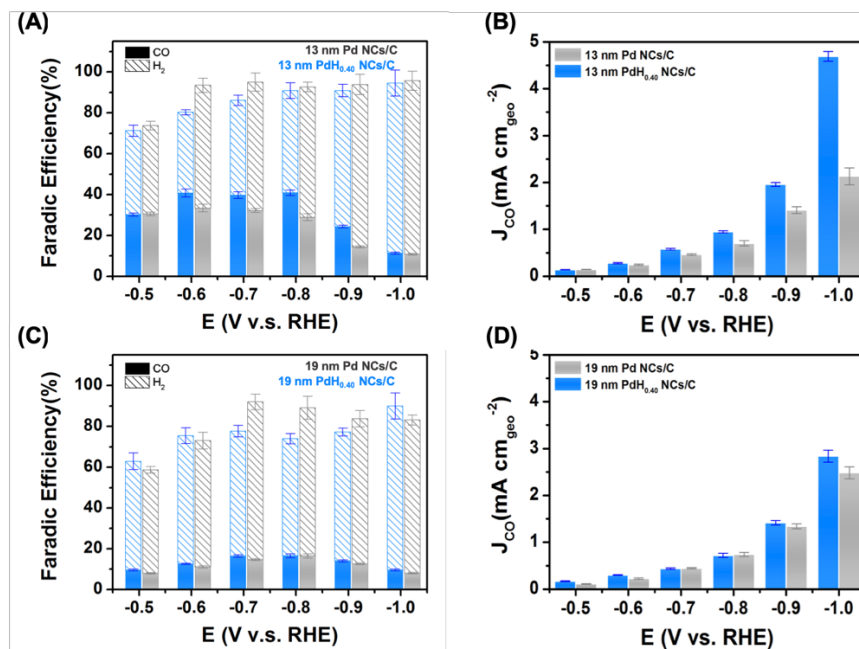 (A)
CO
H₂
13 nm Pd NCs/C
13 nm PdH₀.₄₀ NCs/C
Faradic Efficiency(%)
100
80
60
40
20
0
-0.5 -0.6 -0.7 -0.8 -0.9 -1.0
E (V v.s. RHE)
(B)
13 nm Pd NCs/C
13 nm PdH₀.₄₀ NCs/C
J_CO(mA cm_geo⁻²)
5
4
3
2
1
0
-0.5 -0.6 -0.7 -0.8 -0.9 -1.0
E (V vs. RHE)
(C)
CO
H₂
19 nm Pd NCs/C
19 nm PdH₀.₄₀ NCs/C
Faradic Efficiency(%)
100
80
60
40
20
0
-0.5 -0.6 -0.7 -0.8 -0.9 -1.0
E (V v.s. RHE)
(D)
19 nm Pd NCs/C
19 nm PdH₀.₄₀ NCs/C
J_CO(mA cm_geo⁻²)
5
4
3
2
1
0
-0.5 -0.6 -0.7 -0.8 -0.9 -1.0
E (V vs. RHE)